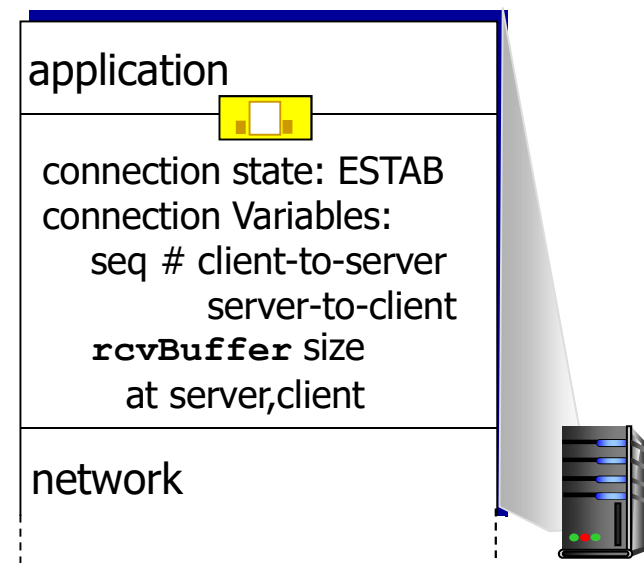 application
connection state: ESTAB
connection Variables:
seq # client-to-server
server-to-client
rcvBuffer size
at server,client
network